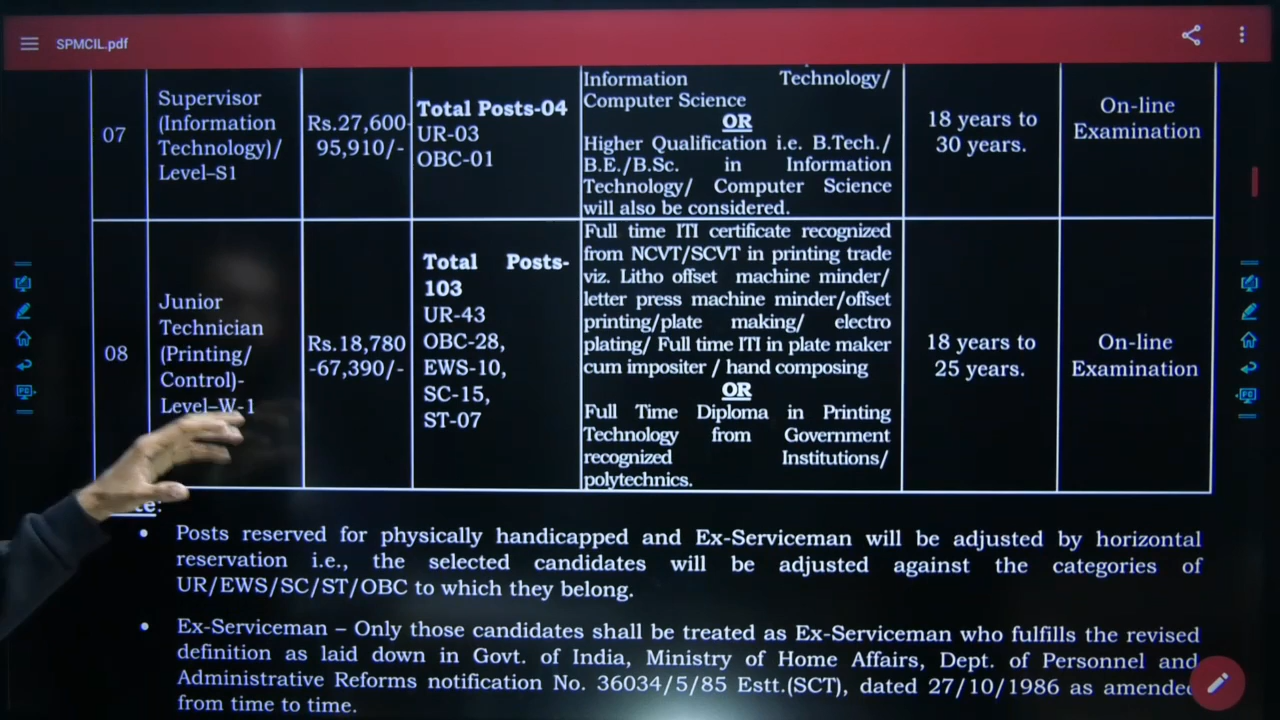 SPMCIL.pdf
07
Supervisor
(Information
Technology)/
Level–S1
Rs.27,600-
95,910/-
Total Posts-04
UR-03
OBC-01
Information Technology/
Computer Science
OR
Higher Qualification i.e. B.Tech./
B.E./B.Sc. in Information
Technology/ Computer Science
will also be considered.
18 years to
30 years.
On-line
Examination
08
Junior
Technician
(Printing/
Control)-
Level–W-1
Rs.18,780
-67,390/-
Total Posts-
103
UR-43
OBC-28,
EWS-10,
SC-15,
ST-07
Full time ITI certificate recognized
from NCVT/SCVT in printing trade
viz. Litho offset machine minder/
letter press machine minder/offset
printing/plate making/ electro
plating/ Full time ITI in plate maker
cum impositer / hand composing
OR
Full Time Diploma in Printing
Technology from Government
recognized Institutions/
polytechnics.
18 years to
25 years.
On-line
Examination
• Posts reserved for physically handicapped and Ex-Serviceman will be adjusted by horizontal
reservation i.e., the selected candidates will be adjusted against the categories of
UR/EWS/SC/ST/OBC to which they belong.
• Ex-Serviceman – Only those candidates shall be treated as Ex-Serviceman who fulfills the revised
definition as laid down in Govt. of India, Ministry of Home Affairs, Dept. of Personnel and
Administrative Reforms notification No. 36034/5/85 Estt.(SCT), dated 27/10/1986 as amended
from time to time.